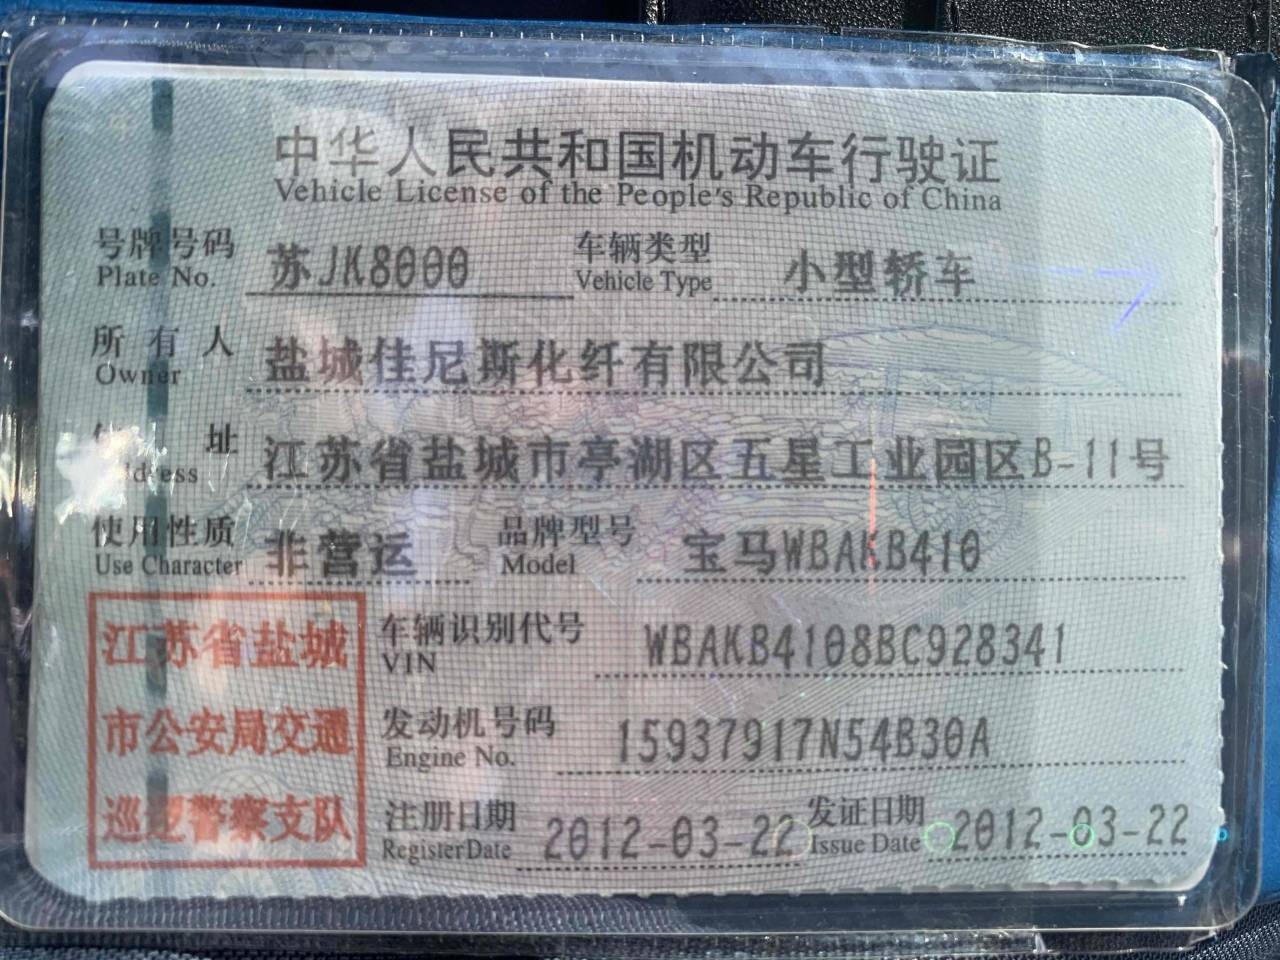 中华人民共和国机动车行驶证
Vehicle License of the People's Republic of China
号牌号码 苏JK8000 车辆类型 小型轿车
Plate No. Vehicle Type
所有人 盐城佳尼斯化纤有限公司
Owner
址 江苏省盐城市亭湖区五星工业园区B-11号
使用性质 非营运 品牌型号 宝马WBAKB410
Use Character Model
江苏省盐城
市公安局交通
巡逻警察支队
车辆识别代号 WBAKB4108BC928341
VIN
发动机号码 15937917N54B30A
Engine No.
注册日期 2012-03-22 发证日期 2012-03-22
RegisterDate Issue Date